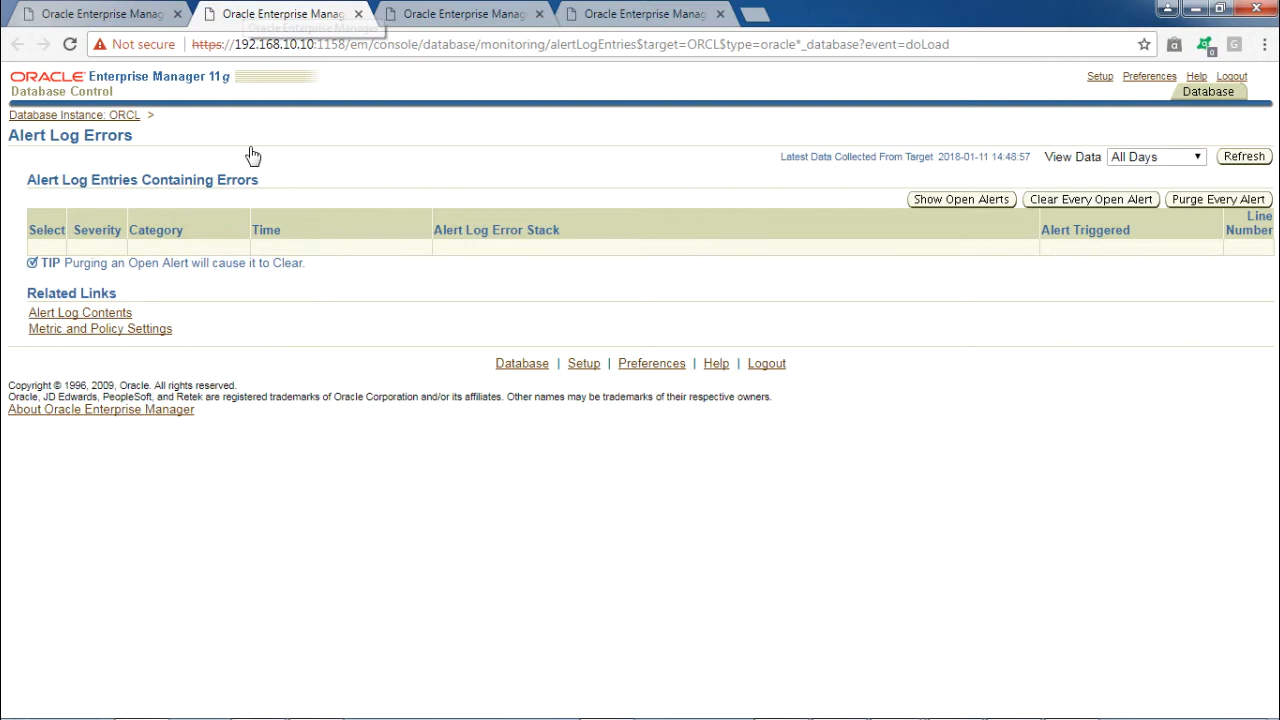 Oracle Enterprise Manag
Oracle Enterprise Manag
Oracle Enterprise Manag
Oracle Enterprise Manag
Oracle Enterprise Manager
Not secure
https://192.168.10.10:1158/em/console/database/monitoring/alertLogEntries$target=ORCL$type=oracle*_database?event=doLoad
ORACLE Enterprise Manager 11g
Database Control
Setup Preferences Help Logout
Database
Database Instance: ORCL >
Alert Log Errors
Latest Data Collected From Target 2018-01-11 14:48:57 View Data All Days Refresh
Alert Log Entries Containing Errors
Show Open Alerts Clear Every Open Alert Purge Every Alert
Select Severity Category Time Alert Log Error Stack Alert Triggered Line Number
TIP Purging an Open Alert will cause it to Clear.
Related Links
Alert Log Contents
Metric and Policy Settings
Database | Setup | Preferences | Help | Logout
Copyright © 1996, 2009, Oracle. All rights reserved.
Oracle, JD Edwards, PeopleSoft, and Retek are registered trademarks of Oracle Corporation and/or its affiliates. Other names may be trademarks of their respective owners.
About Oracle Enterprise Manager